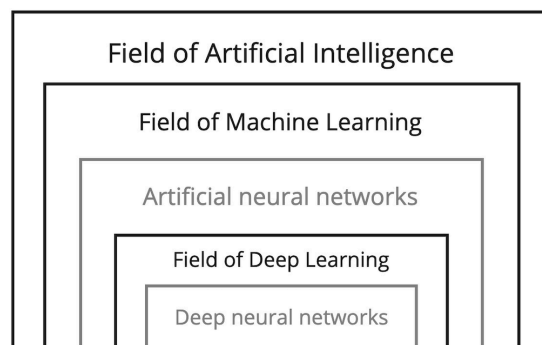 Field of Artificial Intelligence
Field of Machine Learning
Artificial neural networks
Field of Deep Learning
Deep neural networks